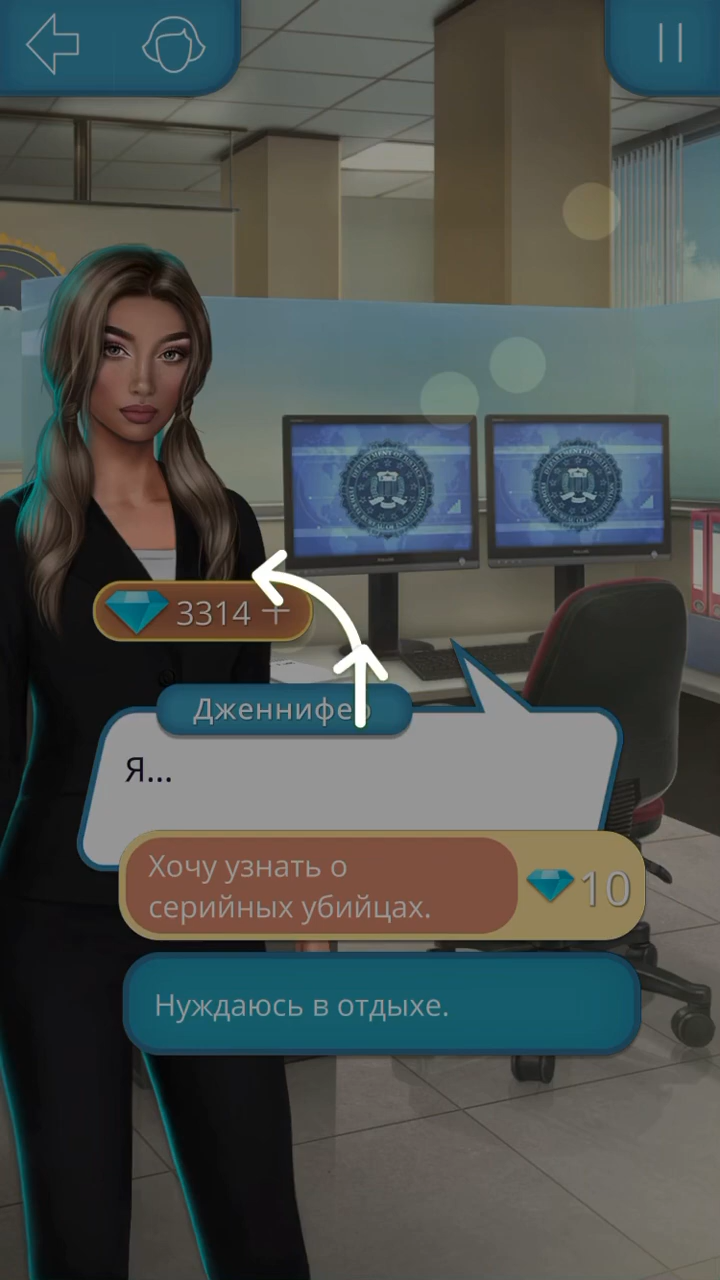 3314 +
Дженнифер
Я...
Хочу узнать о
серийных убийцах.
10
Нуждаюсь в отдыхе.